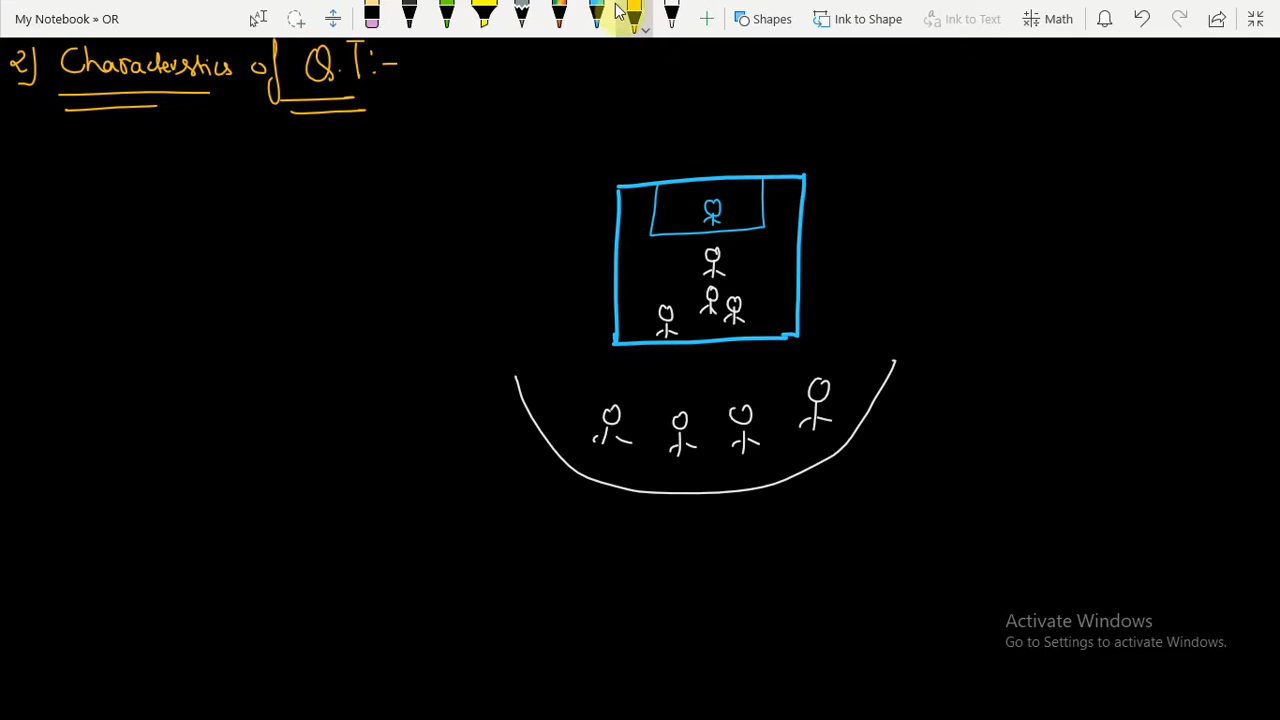 My Notebook » OR
Shapes
Ink to Shape
Ink to Text
Math
2) Characterstics of Q.T:-
Activate Windows
Go to Settings to activate Windows.